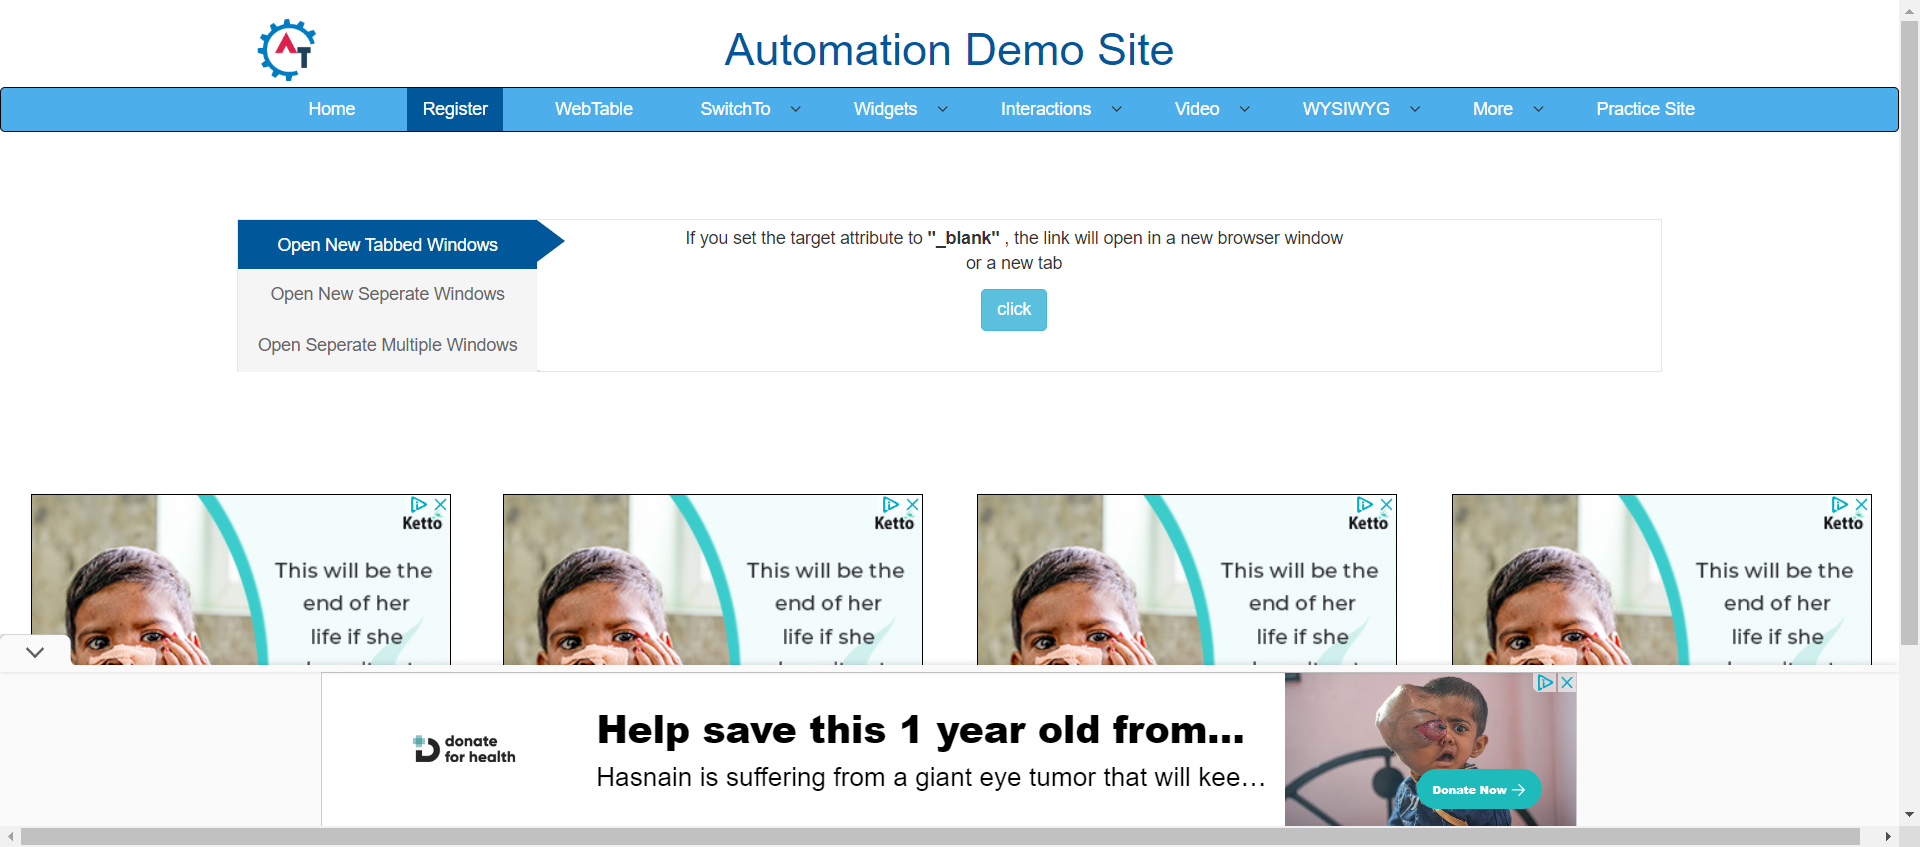 AT
Automation Demo Site
Home Register WebTable SwitchTo Widgets Interactions Video WYSIWYG More Practice Site
Open New Tabbed Windows
Open New Seperate Windows
Open Seperate Multiple Windows
If you set the target attribute to "_blank" , the link will open in a new browser window
or a new tab
click
Ketto
This will be the
end of her
life if she
Ketto
This will be the
end of her
life if she
Ketto
This will be the
end of her
life if she
Ketto
This will be the
end of her
life if she
donate
for health
Help save this 1 year old from...
Hasnain is suffering from a giant eye tumor that will kee...
Donate Now →